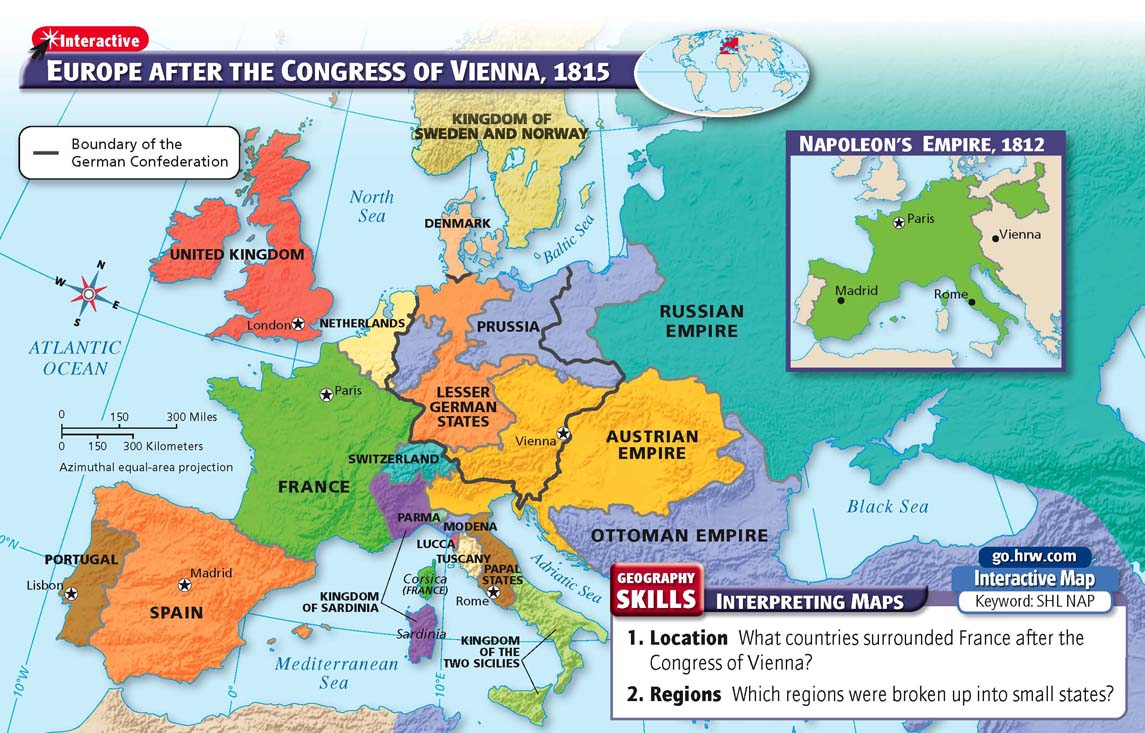 Interactive
EUROPE AFTER THE CONGRESS OF VIENNA, 1815
Boundary of the
German Confederation
NAPOLEON'S EMPIRE, 1812
Paris
Vienna
Madrid
Rome
KINGDOM OF
SWEDEN AND NORWAY
North
Sea
DENMARK
Baltic Sea
UNITED KINGDOM
London
N
W
E
S
NETHERLANDS
PRUSSIA
RUSSIAN
EMPIRE
ATLANTIC
OCEAN
Paris
LESSER
GERMAN
STATES
0 150 300 Miles
0 150 300 Kilometers
Azimuthal equal-area projection
Vienna
AUSTRIAN
EMPIRE
SWITZERLAND
FRANCE
Black Sea
PARMA
MODENA
OTTOMAN EMPIRE
LUCCA
TUSCANY
PAPAL
STATES
Adriatic Sea
PORTUGAL
Lisbon
Madrid
SPAIN
Corsica
(FRANCE)
Rome
KINGDOM
OF SARDINIA
Sardinia
KINGDOM
OF THE
TWO SICILIES
Mediterranean
Sea
0°N
10°W
0°
10°E
go.hrw.com
Interactive Map
Keyword: SHL NAP
GEOGRAPHY
SKILLS INTERPRETING MAPS
1. Location What countries surrounded France after the
Congress of Vienna?
2. Regions Which regions were broken up into small states?